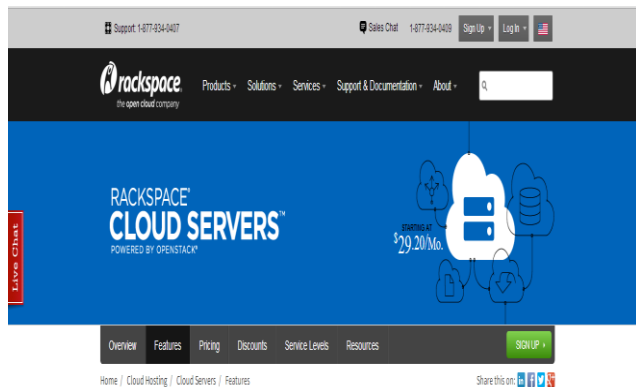 Support: 1-877-934-0407
Sales Chat 1-877-934-0409 Sign Up Log In
rackspace.
the open cloud company
Products Solutions Services Support & Documentation About
RACKSPACE®
CLOUD SERVERS™
POWERED BY OPENSTACK®
STARTING AT
$29.20/Mo.
Live Chat
Overview Features Pricing Discounts Service Levels Resources SIGN UP
Home / Cloud Hosting / Cloud Servers / Features
Share this on: in f